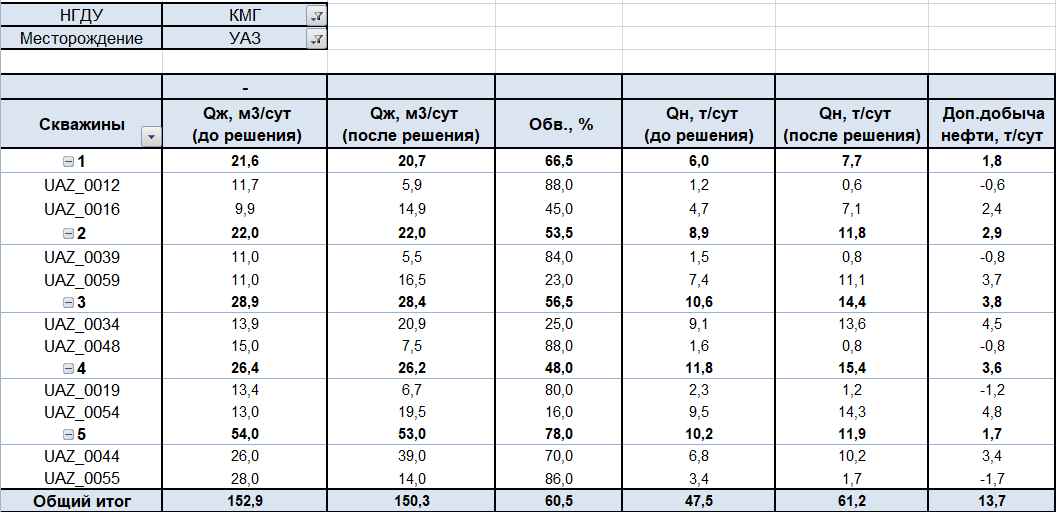 НГДУ КМГ
Месторождение УАЗ
-
Скважины Qж, м3/сут (до решения) Qж, м3/сут (после решения) Обв., % Qн, т/сут (до решения) Qн, т/сут (после решения) Доп.добыча нефти, т/сут
1 21,6 20,7 66,5 6,0 7,7 1,8
UAZ_0012 11,7 5,9 88,0 1,2 0,6 -0,6
UAZ_0016 9,9 14,9 45,0 4,7 7,1 2,4
2 22,0 22,0 53,5 8,9 11,8 2,9
UAZ_0039 11,0 5,5 84,0 1,5 0,8 -0,8
UAZ_0059 11,0 16,5 23,0 7,4 11,1 3,7
3 28,9 28,4 56,5 10,6 14,4 3,8
UAZ_0034 13,9 20,9 25,0 9,1 13,6 4,5
UAZ_0048 15,0 7,5 88,0 1,6 0,8 -0,8
4 26,4 26,2 48,0 11,8 15,4 3,6
UAZ_0019 13,4 6,7 80,0 2,3 1,2 -1,2
UAZ_0054 13,0 19,5 16,0 9,5 14,3 4,8
5 54,0 53,0 78,0 10,2 11,9 1,7
UAZ_0044 26,0 39,0 70,0 6,8 10,2 3,4
UAZ_0055 28,0 14,0 86,0 3,4 1,7 -1,7
Общий итог 152,9 150,3 60,5 47,5 61,2 13,7